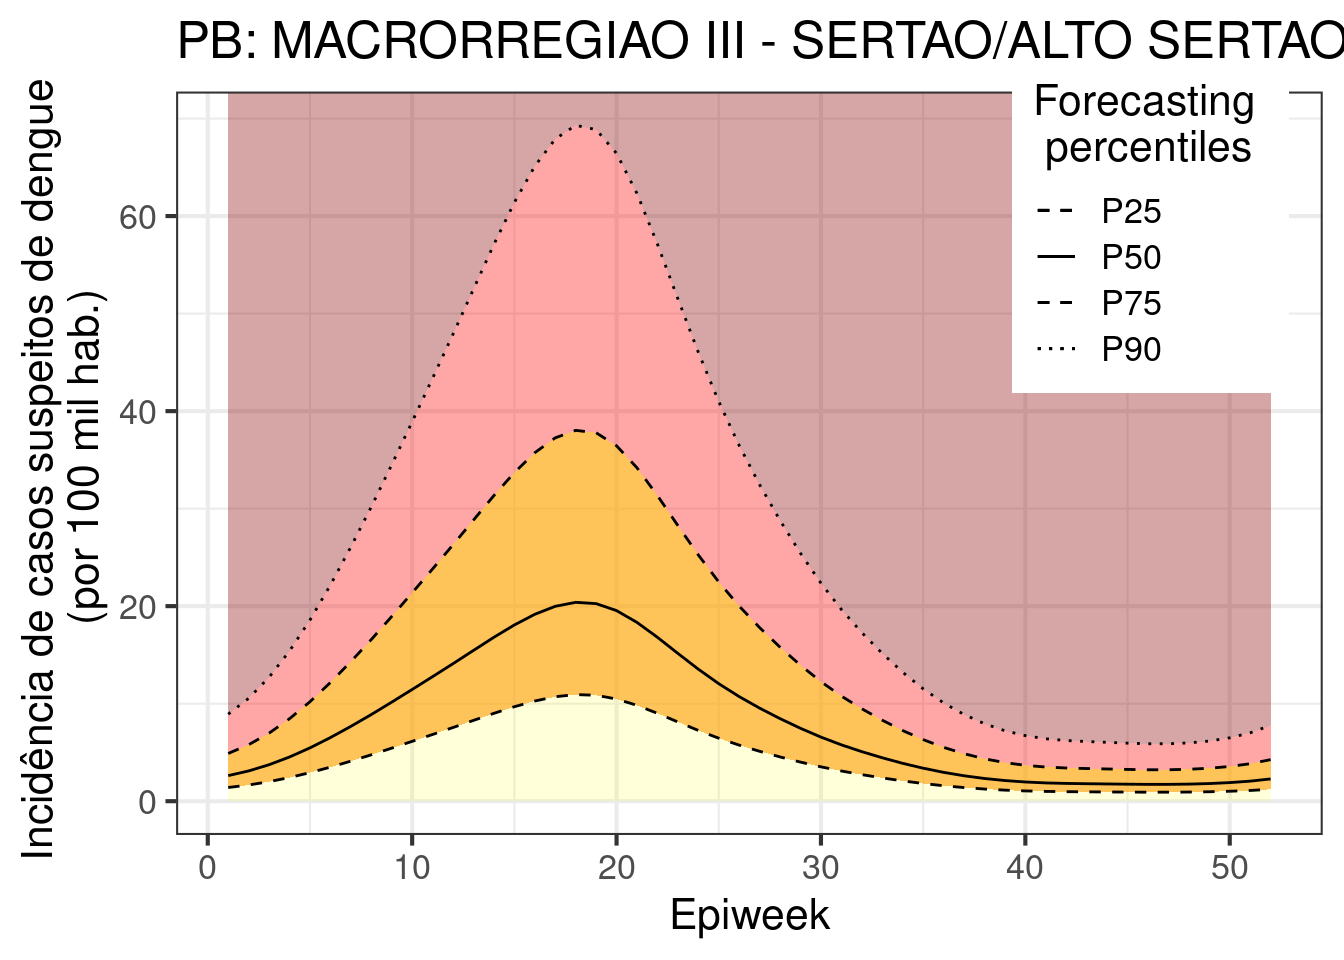 PB: MACRORREGIAO III - SERTAO/ALTO SERTAO
Incidência de casos suspeitos de dengue
(por 100 mil hab.)
Forecasting
percentiles
P25
P50
P75
P90
60
40
20
0
0 10 20 30 40 50
Epiweek